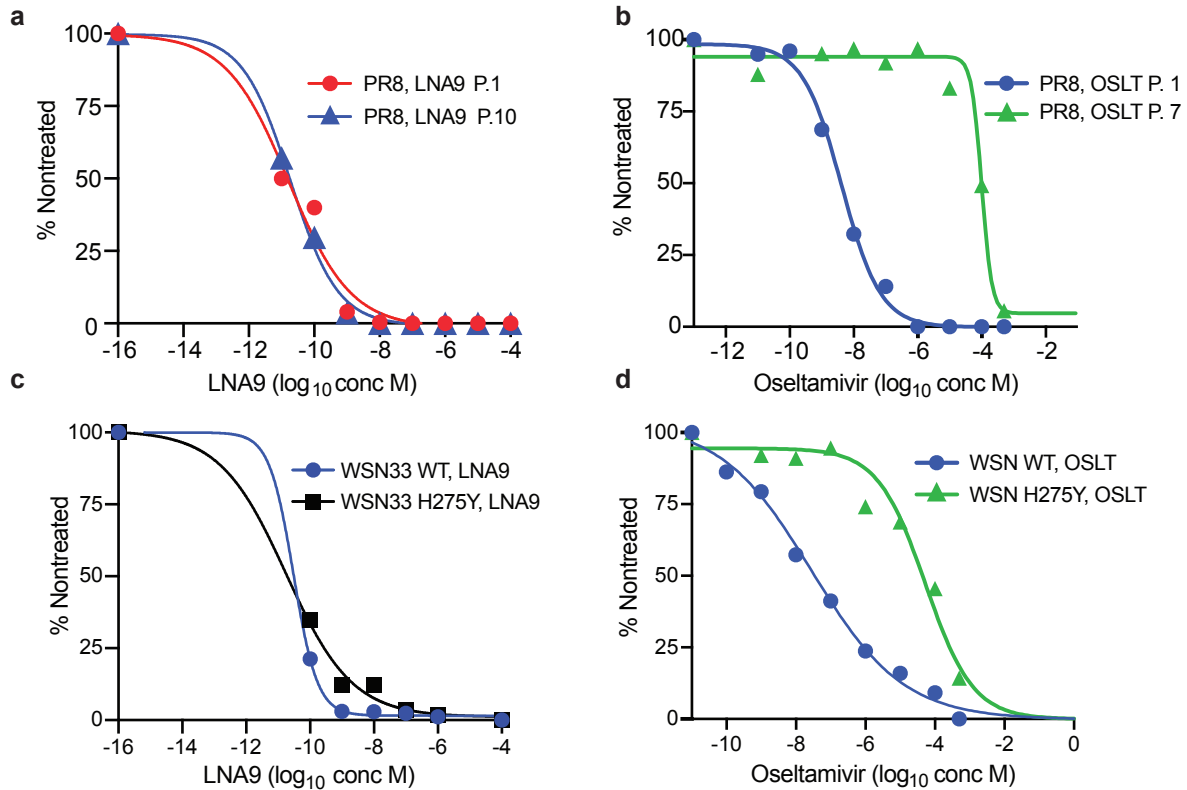 a
100
75
50
25
0
% Nontreated
PR8, LNA9 P.1
PR8, LNA9 P.10
-16 -14 -12 -10 -8 -6 -4
LNA9 (log10 conc M)
b
100
75
50
25
0
% Nontreated
PR8, OSLT P. 1
PR8, OSLT P. 7
-12 -10 -8 -6 -4 -2
Oseltamivir (log10 conc M)
c
100
75
50
25
0
% Nontreated
WSN33 WT, LNA9
WSN33 H275Y, LNA9
-16 -14 -12 -10 -8 -6 -4
LNA9 (log10 conc M)
d
100
75
50
25
0
% Nontreated
WSN WT, OSLT
WSN H275Y, OSLT
-10 -8 -6 -4 -2 0
Oseltamivir (log10 conc M)